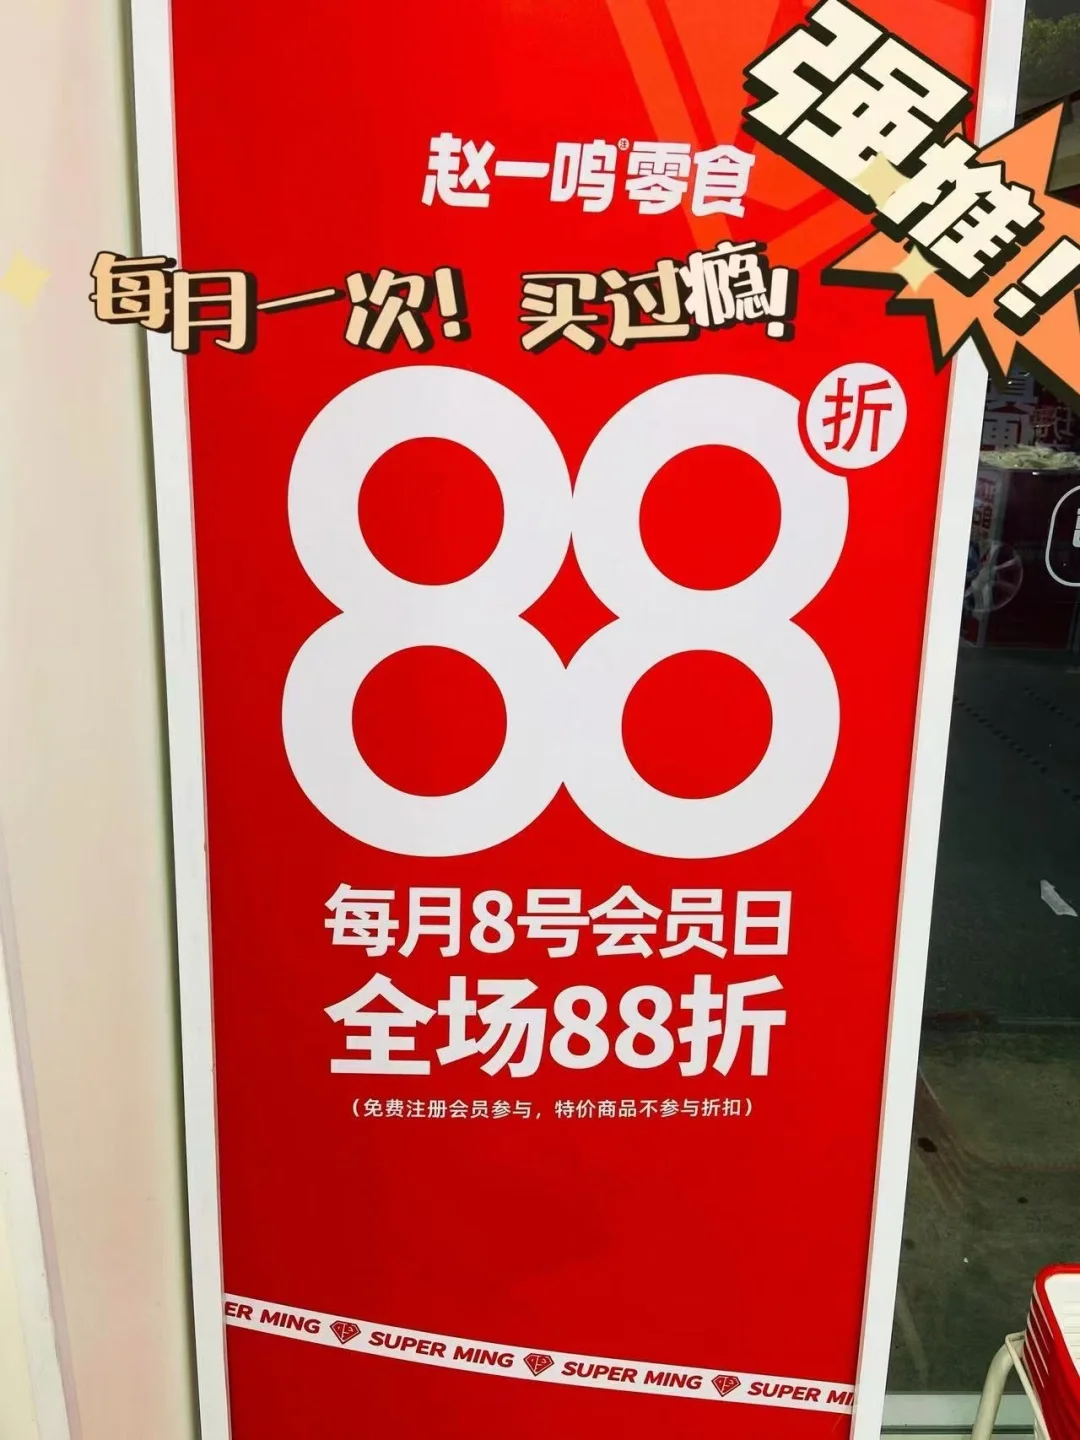 强推！
赵一鸣零食
每月一次！ 买过瘾！
88折
每月8号会员日
全场88折
（免费注册会员参与，特价商品不参与折扣）
ER MING SUPER MING SUPER MING SUPER MI